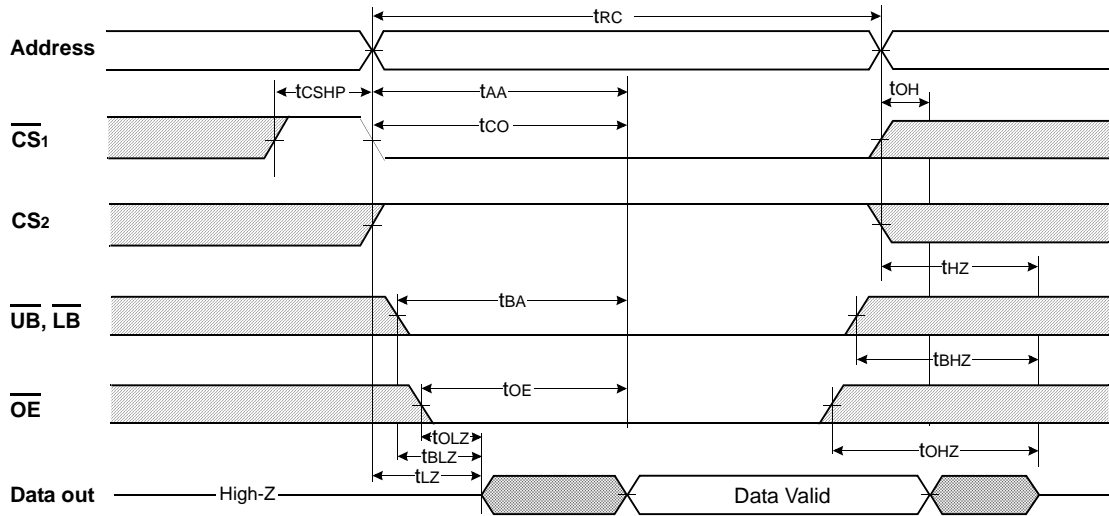 tRC
Address
tCSHP
tAA
tOH
tCO
CS1
CS2
tHZ
tBA
UB, LB
tBHZ
tOE
OE
tOLZ
tOHZ
tBLZ
tLZ
Data out
High-Z
Data Valid